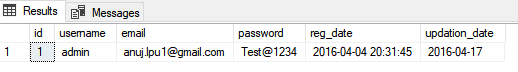 Results Messages
id username email password reg_date updation_date
1 1 admin anuj.lpu1@gmail.com Test@1234 2016-04-04 20:31:45 2016-04-17